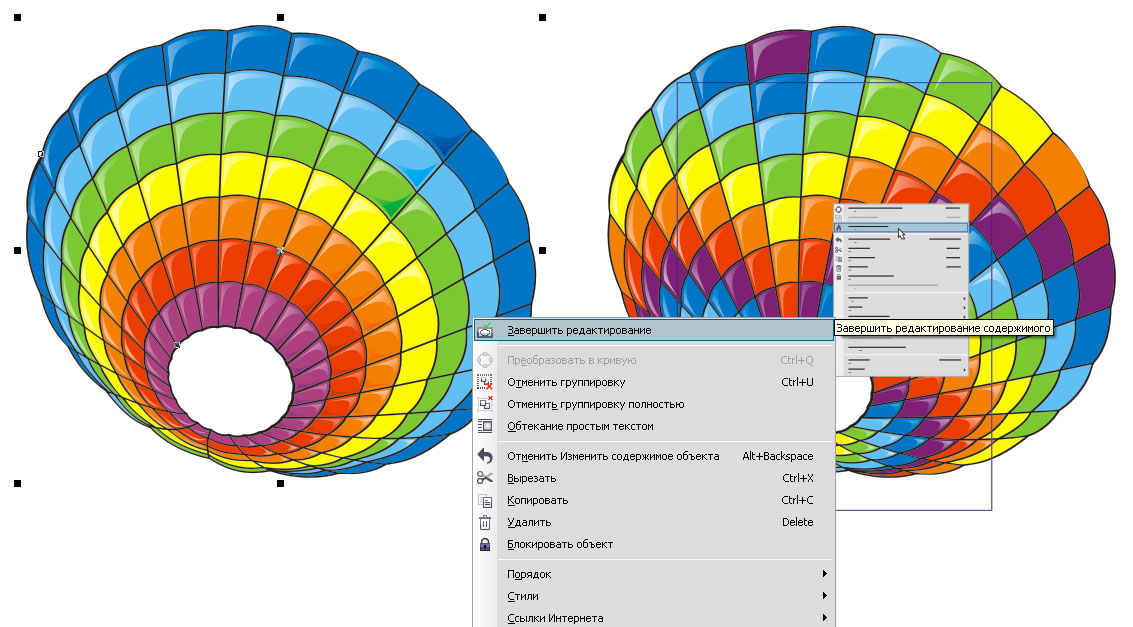 Завершить редактирование
Завершить редактирование содержимого
Преобразовать в кривую Ctrl+Q
Отменить группировку Ctrl+U
Отменить группировку полностью
Обтекание простым текстом
Отменить Изменить содержимое объекта Alt+Backspace
Вырезать Ctrl+X
Копировать Ctrl+C
Удалить Delete
Блокировать объект
Порядок
Стили
Ссылки Интернета